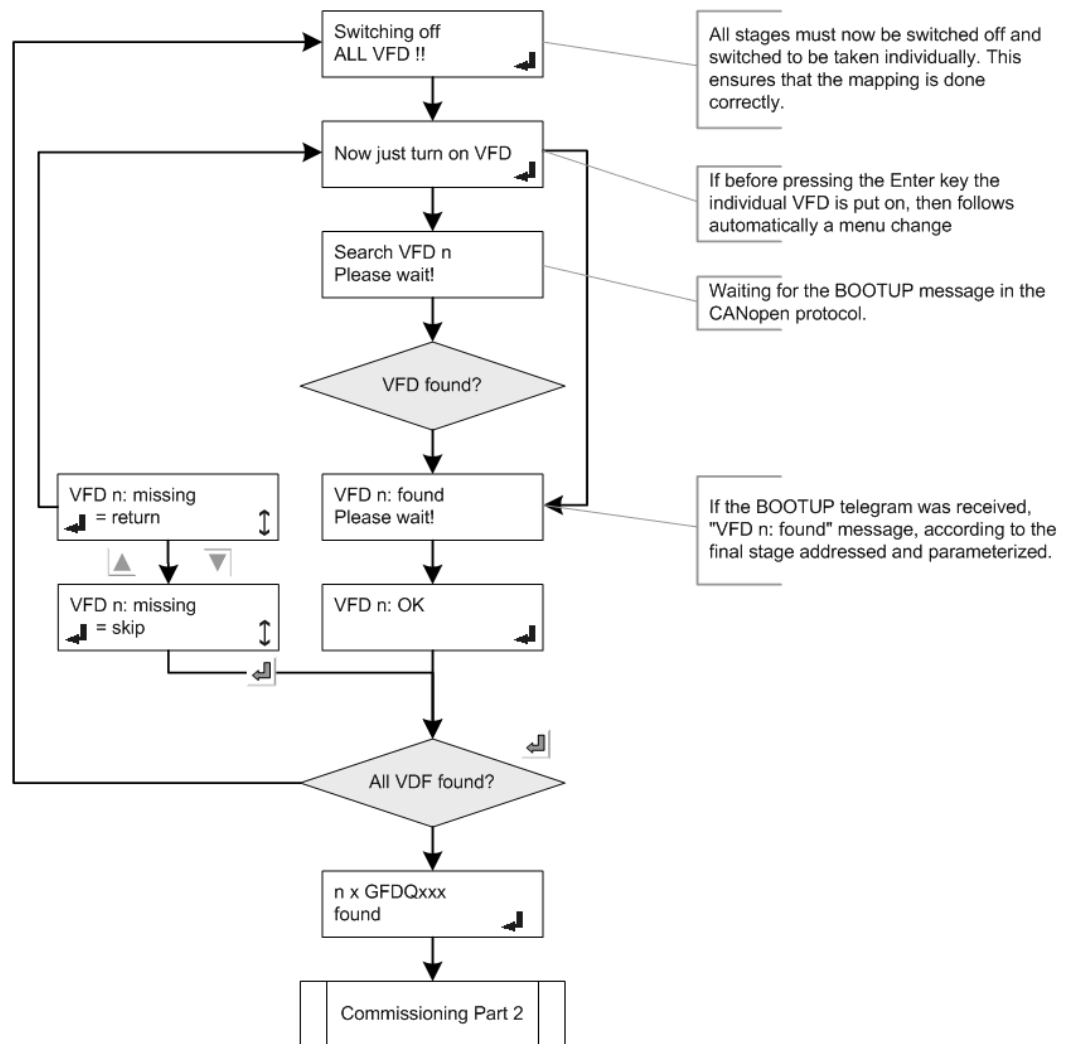 Switching off
ALL VFD !!
All stages must now be switched off and
switched to be taken individually. This
ensures that the mapping is done
correctly.
Now just turn on VFD
If before pressing the Enter key the
individual VFD is put on, then follows
automatically a menu change
Search VFD n
Please wait!
Waiting for the BOOTUP message in the
CANopen protocol.
VFD found?
VFD n: missing
= return
VFD n: found
Please wait!
If the BOOTUP telegram was received,
"VFD n: found" message, according to the
final stage addressed and parameterized.
VFD n: missing
= skip
VFD n: OK
All VDF found?
n x GFDQxxx
found
Commissioning Part 2